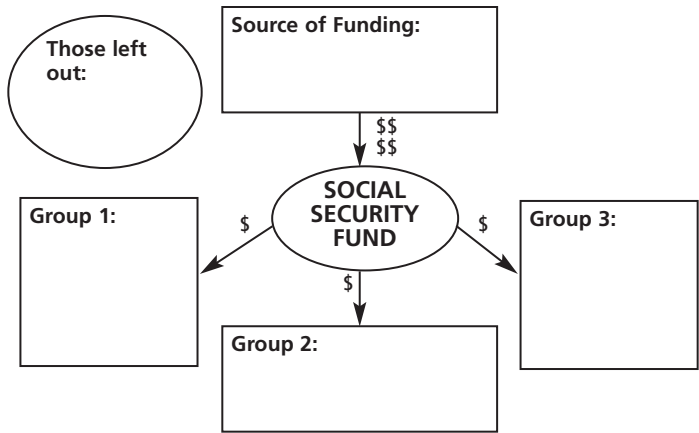 Those left
out:
Source of Funding:
$$
$$
SOCIAL
SECURITY
FUND
Group 1:
$
$
Group 3:
$
Group 2: